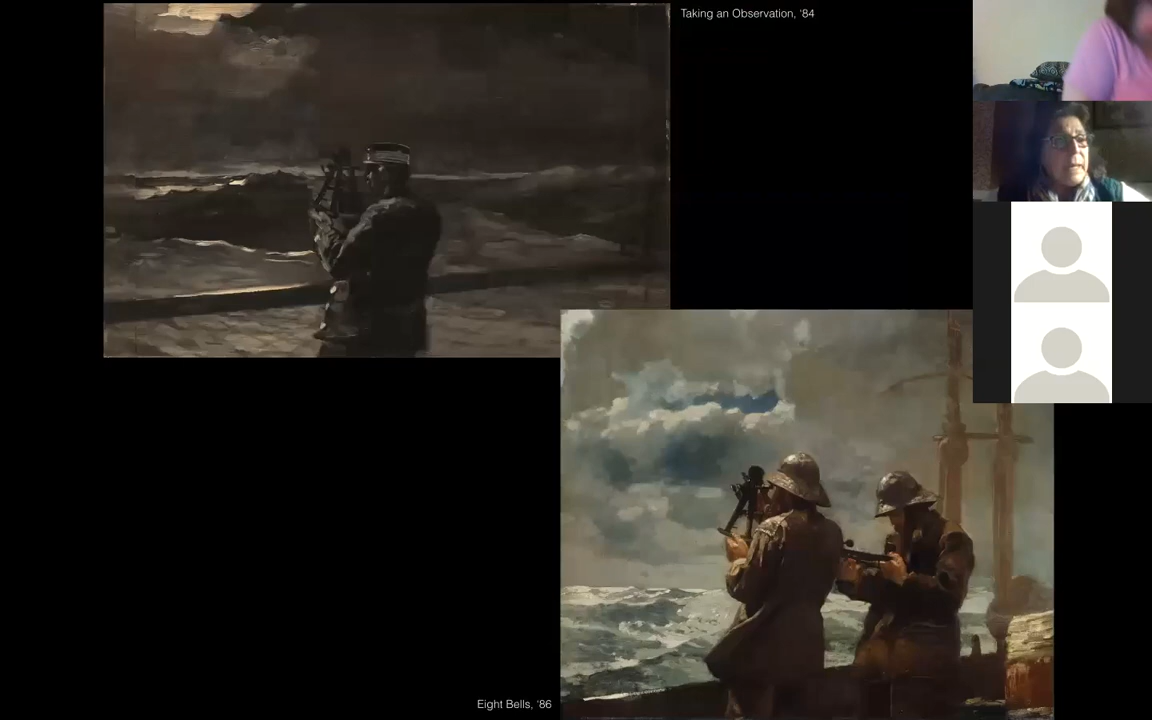 Taking an Observation, '84
Eight Bells, '86